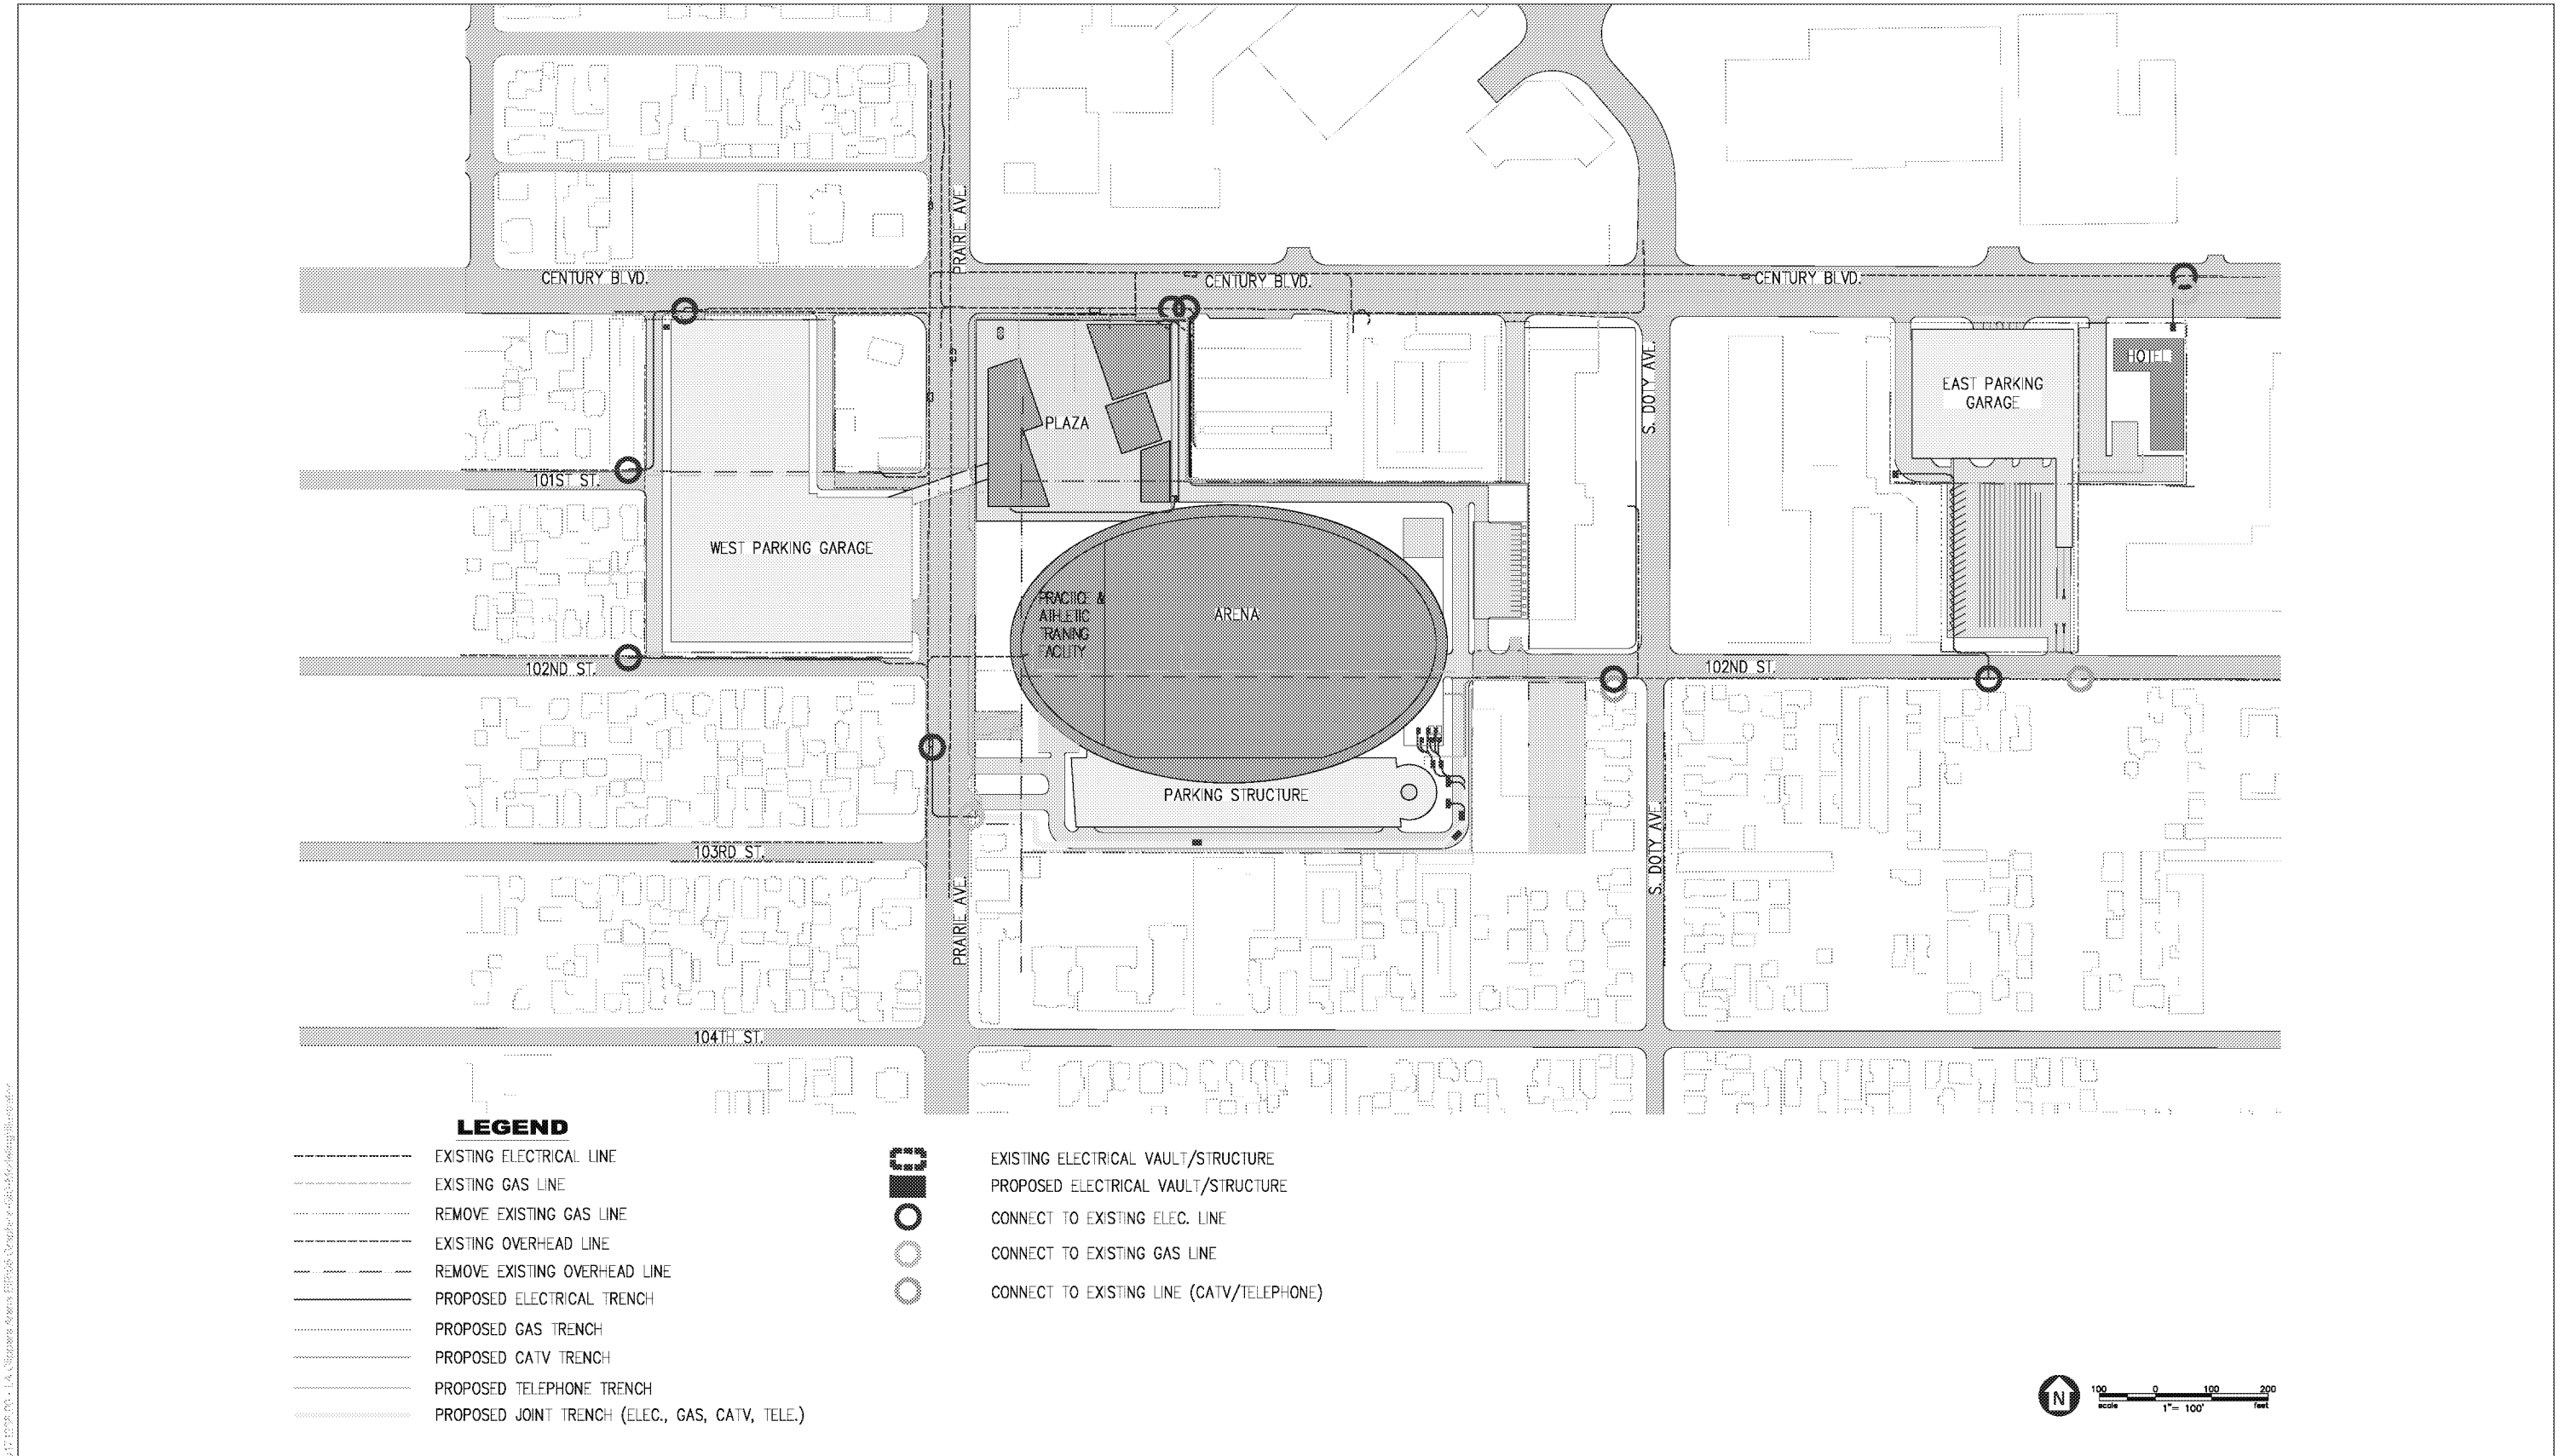 PRAIRIE AVE.
CENTURY BLVD.
CENTURY BLVD.
CENTURY BLVD.
HOTEL
EAST PARKING
GARAGE
S. DOTY AVE.
PLAZA
101ST ST.
WEST PARKING GARAGE
PRACTICE &
ATHLETIC
TRANING
FACILITY
ARENA
102ND ST.
102ND ST.
PARKING STRUCTURE
103RD ST.
S. DOTY AVE.
PRAIRIE AVE.
104TH ST.
LEGEND
EXISTING ELECTRICAL LINE
EXISTING GAS LINE
REMOVE EXISTING GAS LINE
EXISTING OVERHEAD LINE
REMOVE EXISTING OVERHEAD LINE
PROPOSED ELECTRICAL TRENCH
PROPOSED GAS TRENCH
PROPOSED CATV TRENCH
PROPOSED TELEPHONE TRENCH
PROPOSED JOINT TRENCH (ELEC., GAS, CATV, TELE.)
EXISTING ELECTRICAL VAULT/STRUCTURE
PROPOSED ELECTRICAL VAULT/STRUCTURE
CONNECT TO EXISTING ELEC. LINE
CONNECT TO EXISTING GAS LINE
CONNECT TO EXISTING LINE (CATV/TELEPHONE)
N
100 0 100 200
scale 1"= 100' feet